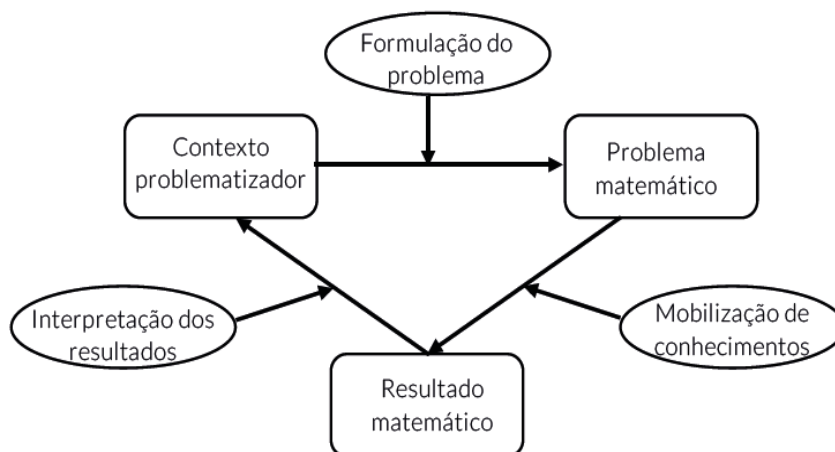 Formulação do
problema
Contexto
problematizador
Problema
matemático
Interpretação dos
resultados
Mobilização de
conhecimentos
Resultado
matemático